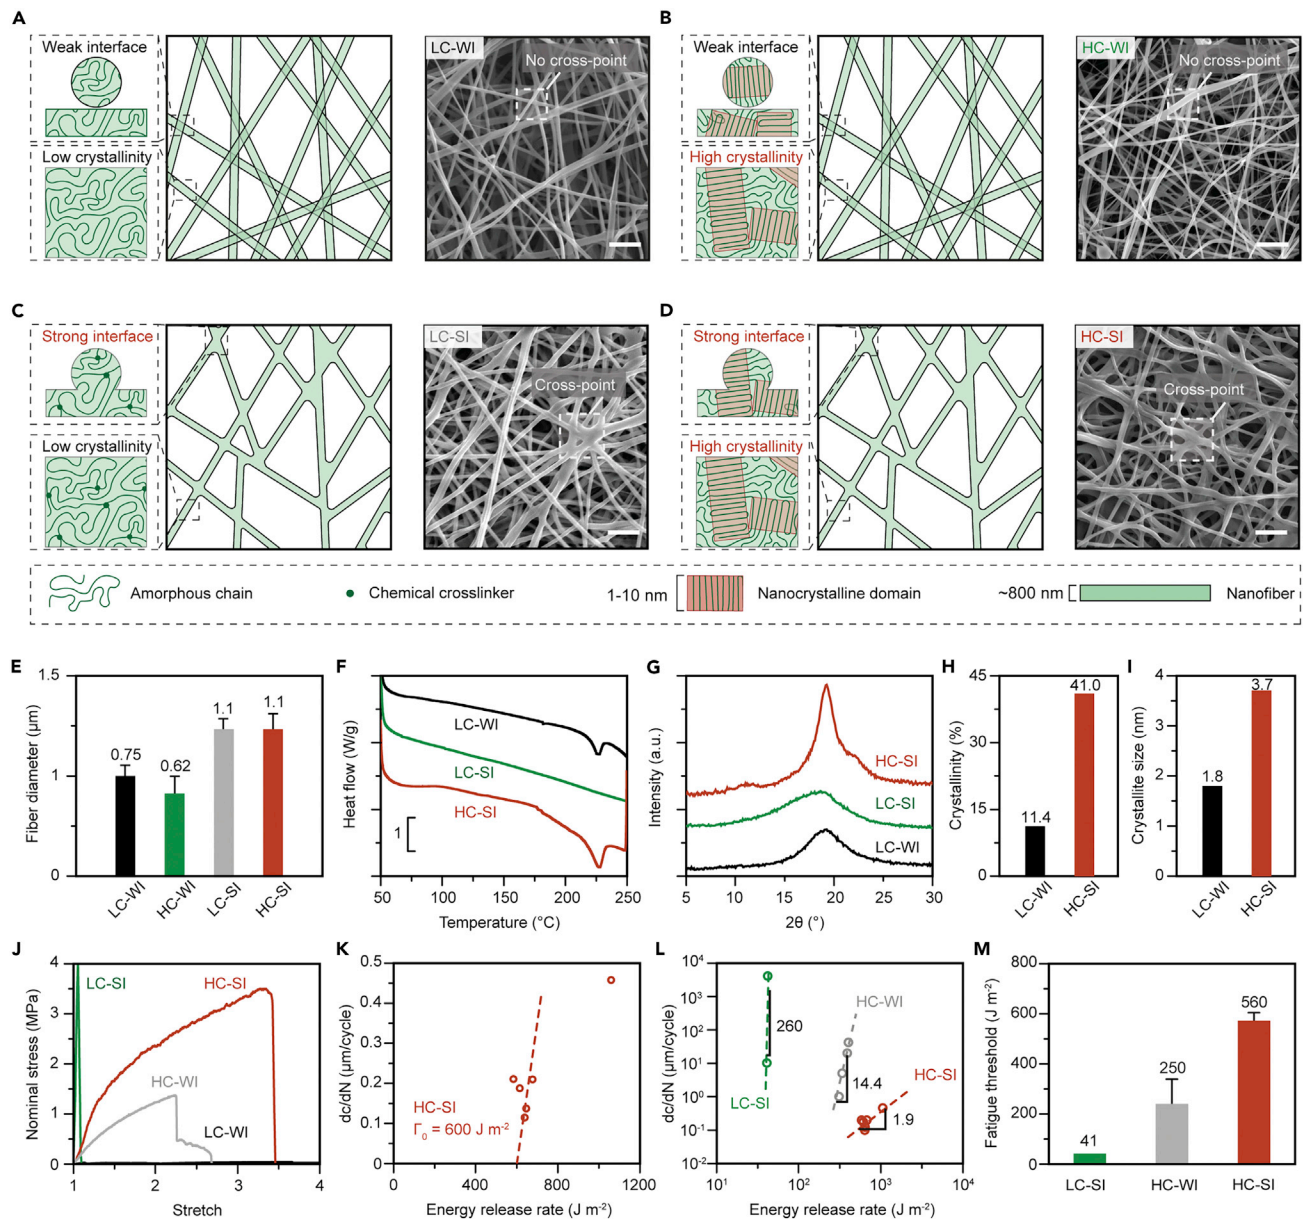 A
Weak interface
Low crystallinity
LC-WI
No cross-point
B
Weak interface
High crystallinity
HC-WI
No cross-point
C
Strong interface
Low crystallinity
LC-SI
Cross-point
D
Strong interface
High crystallinity
HC-SI
Cross-point
Amorphous chain
Chemical crosslinker
1-10 nm
Nanocrystalline domain
~800 nm
Nanofiber
E
Fiber diameter (μm)
1.5
1
0
0.75
0.62
1.1
1.1
LC-WI
HC-WI
LC-SI
HC-SI
F
Heat flow (W/g)
LC-WI
LC-SI
HC-SI
1
50 100 150 200 250
Temperature (°C)
G
Intensity (a.u.)
HC-SI
LC-SI
LC-WI
5 10 15 20 25 30
2θ (°)
H
Crystallinity (%)
45
30
15
0
11.4
41.0
LC-WI
HC-SI
I
Crystallite size (nm)
4
3
2
1
0
1.8
3.7
LC-WI
HC-SI
J
Nominal stress (MPa)
4
3
2
1
0
LC-SI
HC-SI
HC-WI
LC-WI
1 2 3 4
Stretch
K
dc/dN (μm/cycle)
0.5
0.4
0.3
0.2
0.1
0
HC-SI
Γ₀ = 600 J m⁻²
0 400 800 1200
Energy release rate (J m⁻²)
L
dc/dN (μm/cycle)
10⁴
10³
10²
10¹
10⁰
10⁻¹
10⁻²
260
LC-SI
HC-WI
14.4
HC-SI
1.9
10¹ 10² 10³ 10⁴
Energy release rate (J m⁻²)
M
Fatigue threshold (J m⁻²)
800
600
400
200
0
41
250
560
LC-SI
HC-WI
HC-SI